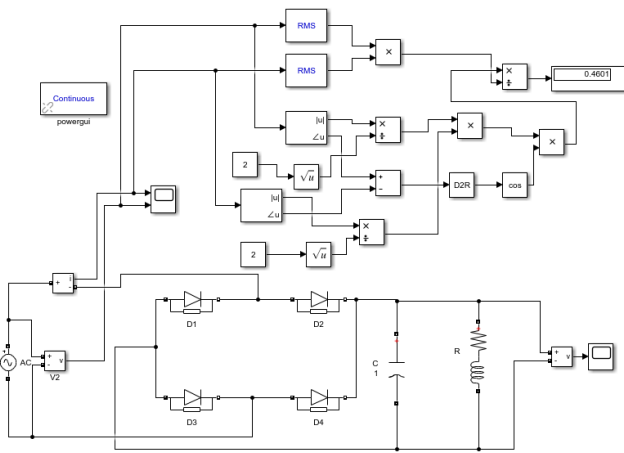 RMS
×
RMS
×
÷
0.4601
Continuous
powergui
|u|
∠u
×
÷
×
×
2
√u
+
−
D2R
cos
|u|
∠u
×
÷
2
√u
+
i
-
D1
D2
+
AC
+
-
v
V2
+
C
1
R
+
+
-
v
D3
D4